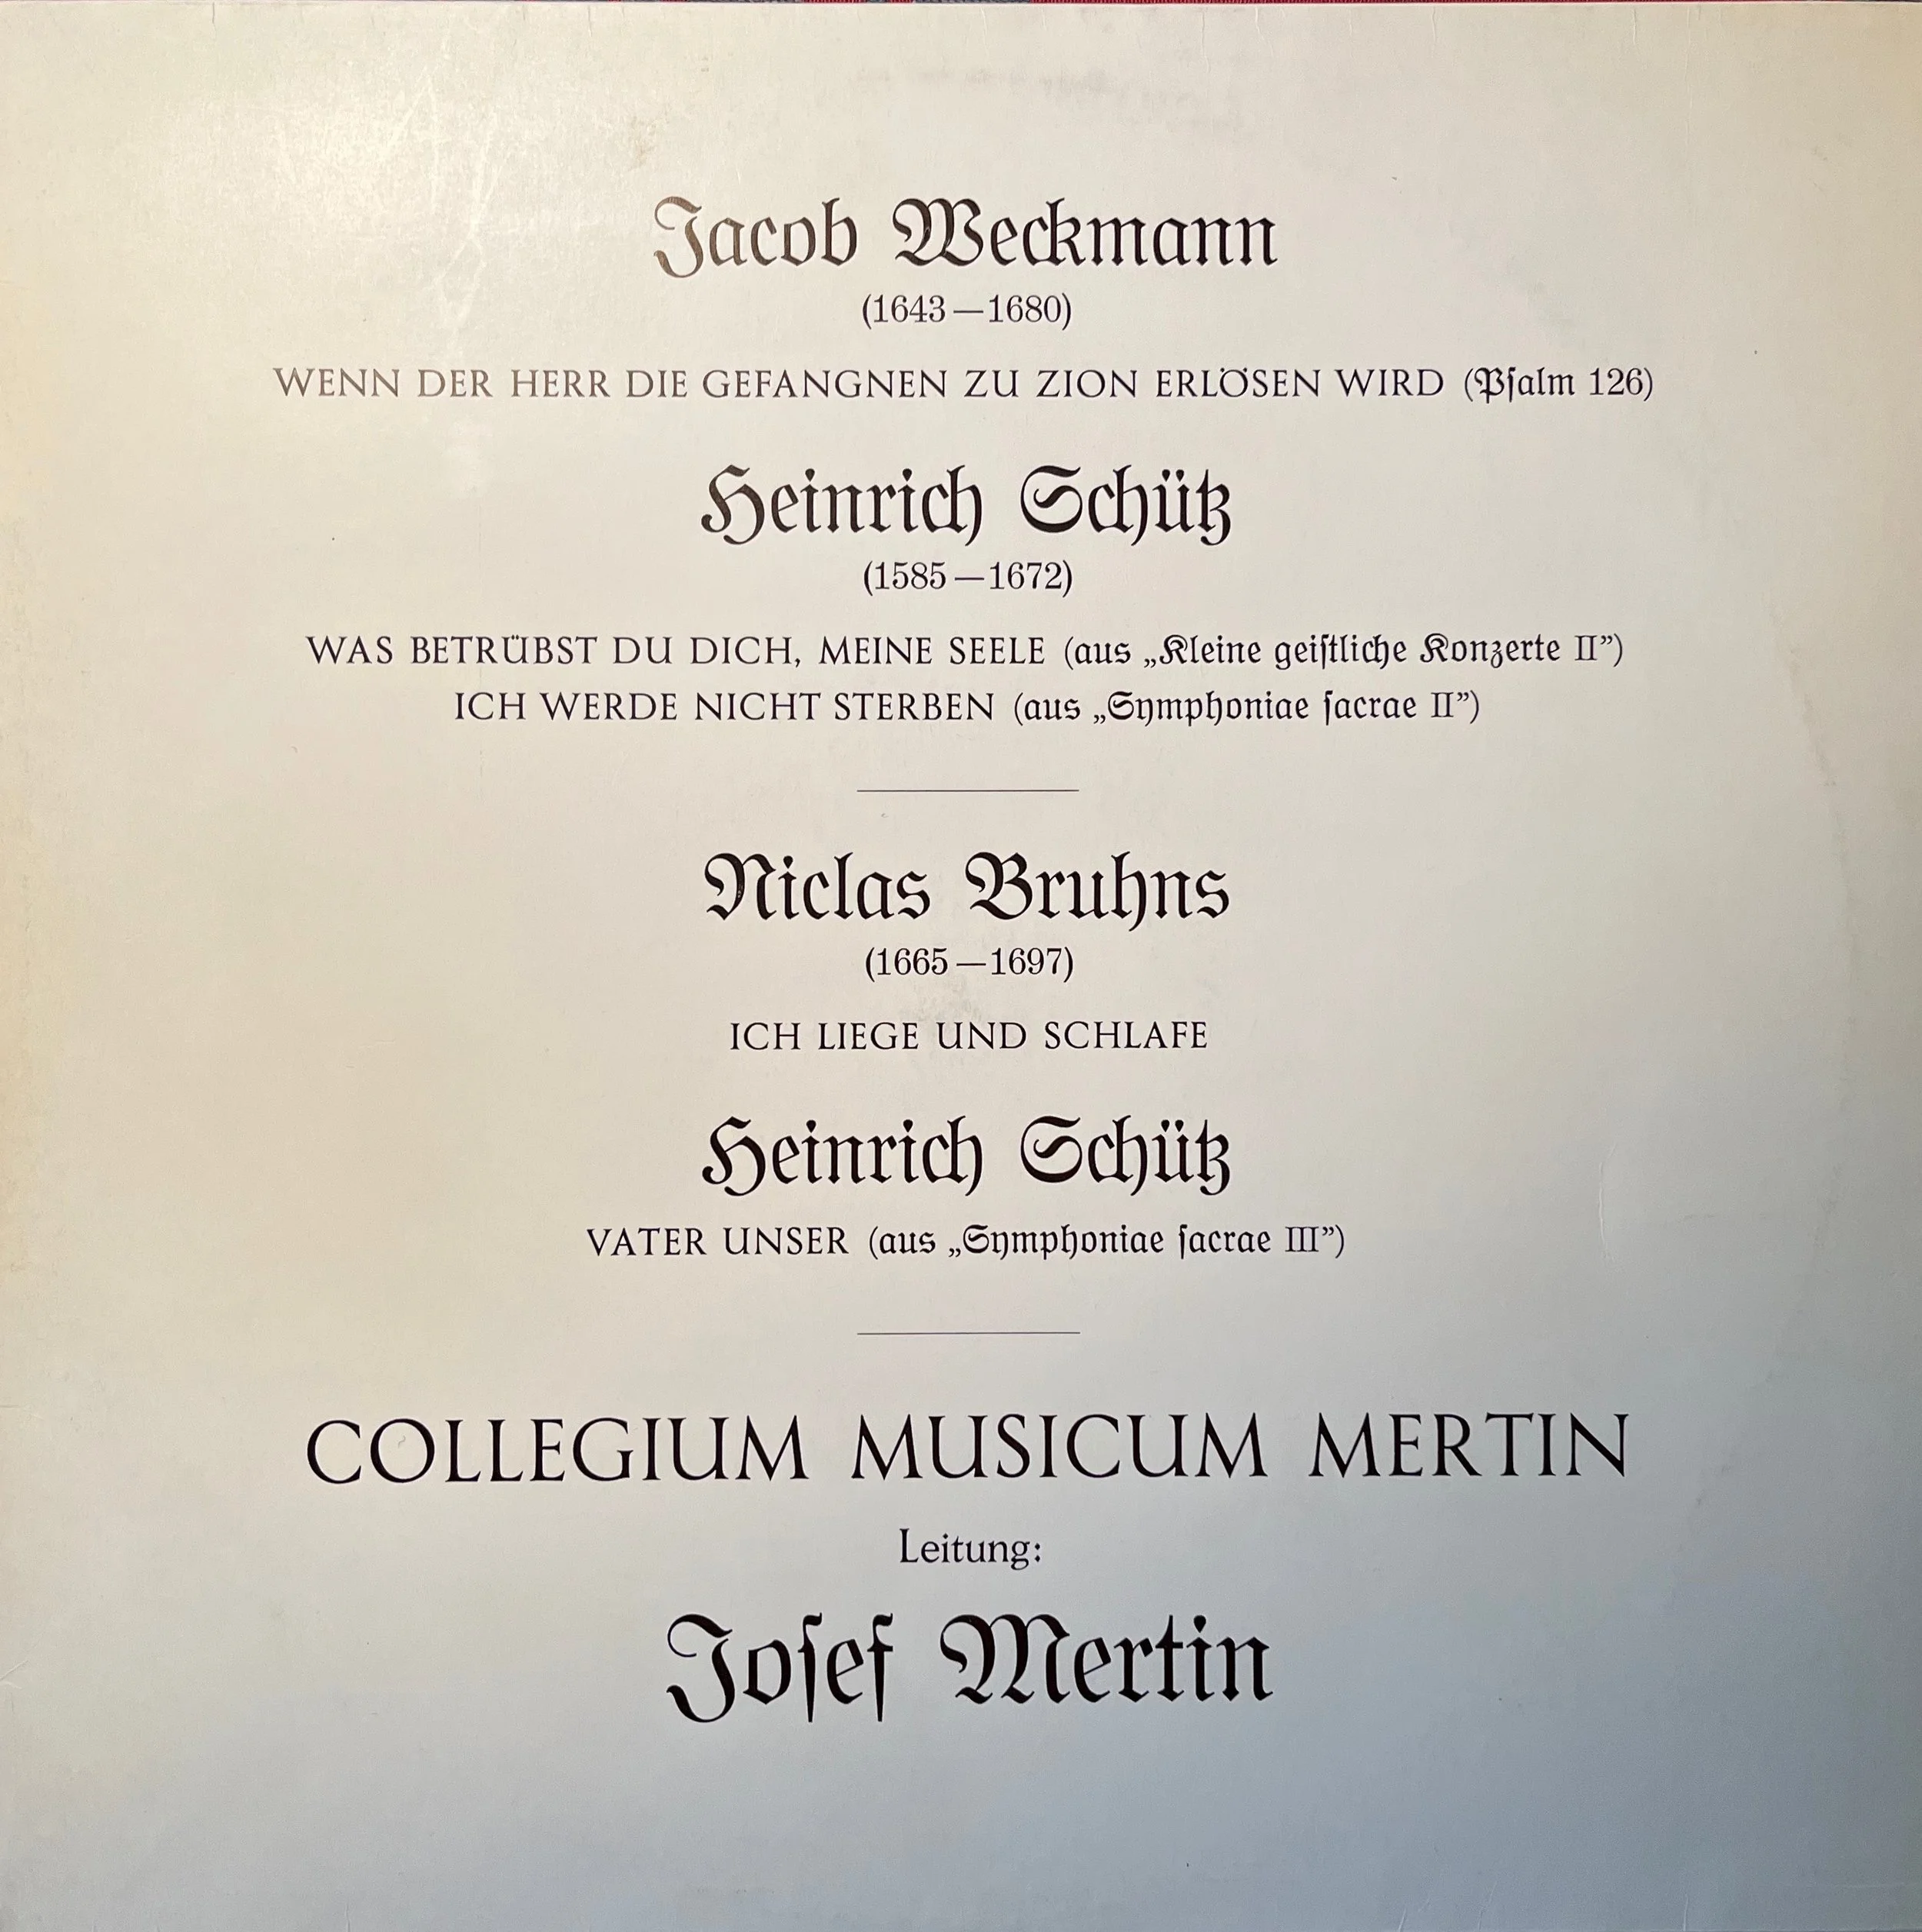 Jacob Weckmann
(1643—1680)
WENN DER HERR DIE GEFANGNEN ZU ZION ERLÖSEN WIRD (Pſalm 126)
Heinrich Schütz
(1585—1672)
WAS BETRÜBST DU DICH, MEINE SEELE (aus „Kleine geiſtliche Konzerte II”)
ICH WERDE NICHT STERBEN (aus „Symphoniae ſacrae II”)
Niclas Bruhns
(1665—1697)
ICH LIEGE UND SCHLAFE
Heinrich Schütz
VATER UNSER (aus „Symphoniae ſacrae III”)
COLLEGIUM MUSICUM MERTIN
Leitung:
Joſef Mertin